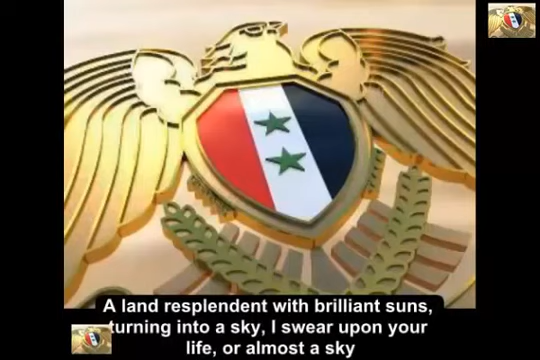 A land resplendent with brilliant suns,
turning into a sky, I swear upon your
life, or almost a sky